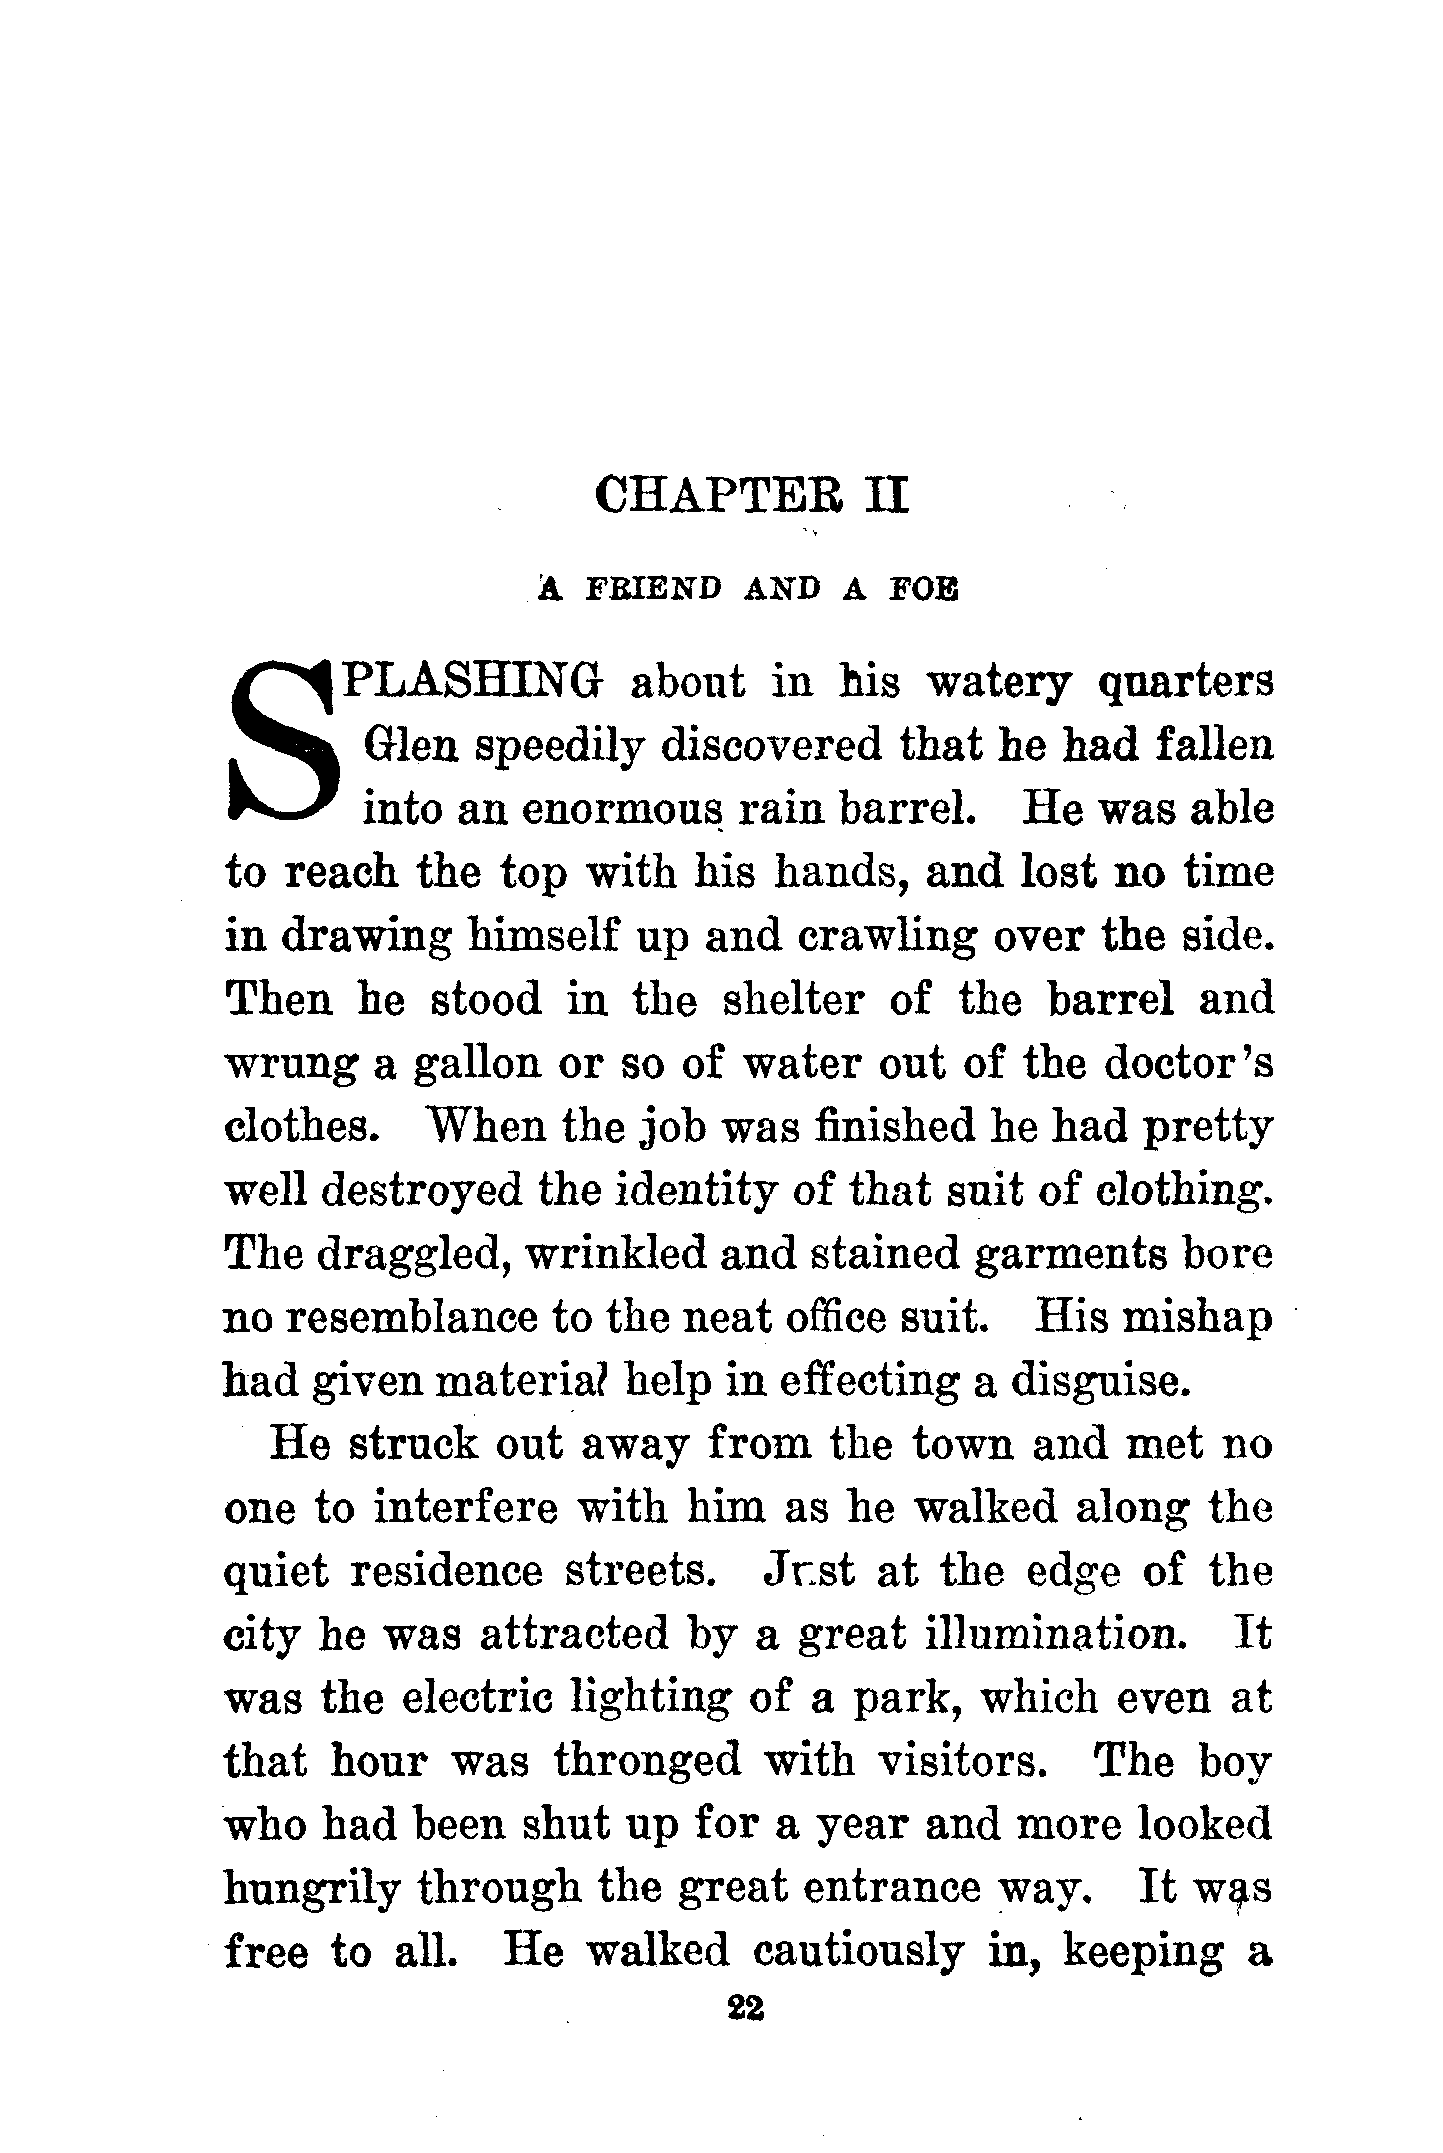 CHAPTER II
A FRIEND AND A FOE
SPLASHING about in his watery quarters
Glen speedily discovered that he had fallen
into an enormous rain barrel. He was able
to reach the top with his hands, and lost no time
in drawing himself up and crawling over the side.
Then he stood in the shelter of the barrel and
wrung a gallon or so of water out of the doctor's
clothes. When the job was finished he had pretty
well destroyed the identity of that suit of clothing.
The draggled, wrinkled and stained garments bore
no resemblance to the neat office suit. His mishap
had given material help in effecting a disguise.
He struck out away from the town and met no
one to interfere with him as he walked along the
quiet residence streets. Just at the edge of the
city he was attracted by a great illumination. It
was the electric lighting of a park, which even at
that hour was thronged with visitors. The boy
who had been shut up for a year and more looked
hungrily through the great entrance way. It was
free to all. He walked cautiously in, keeping a
22